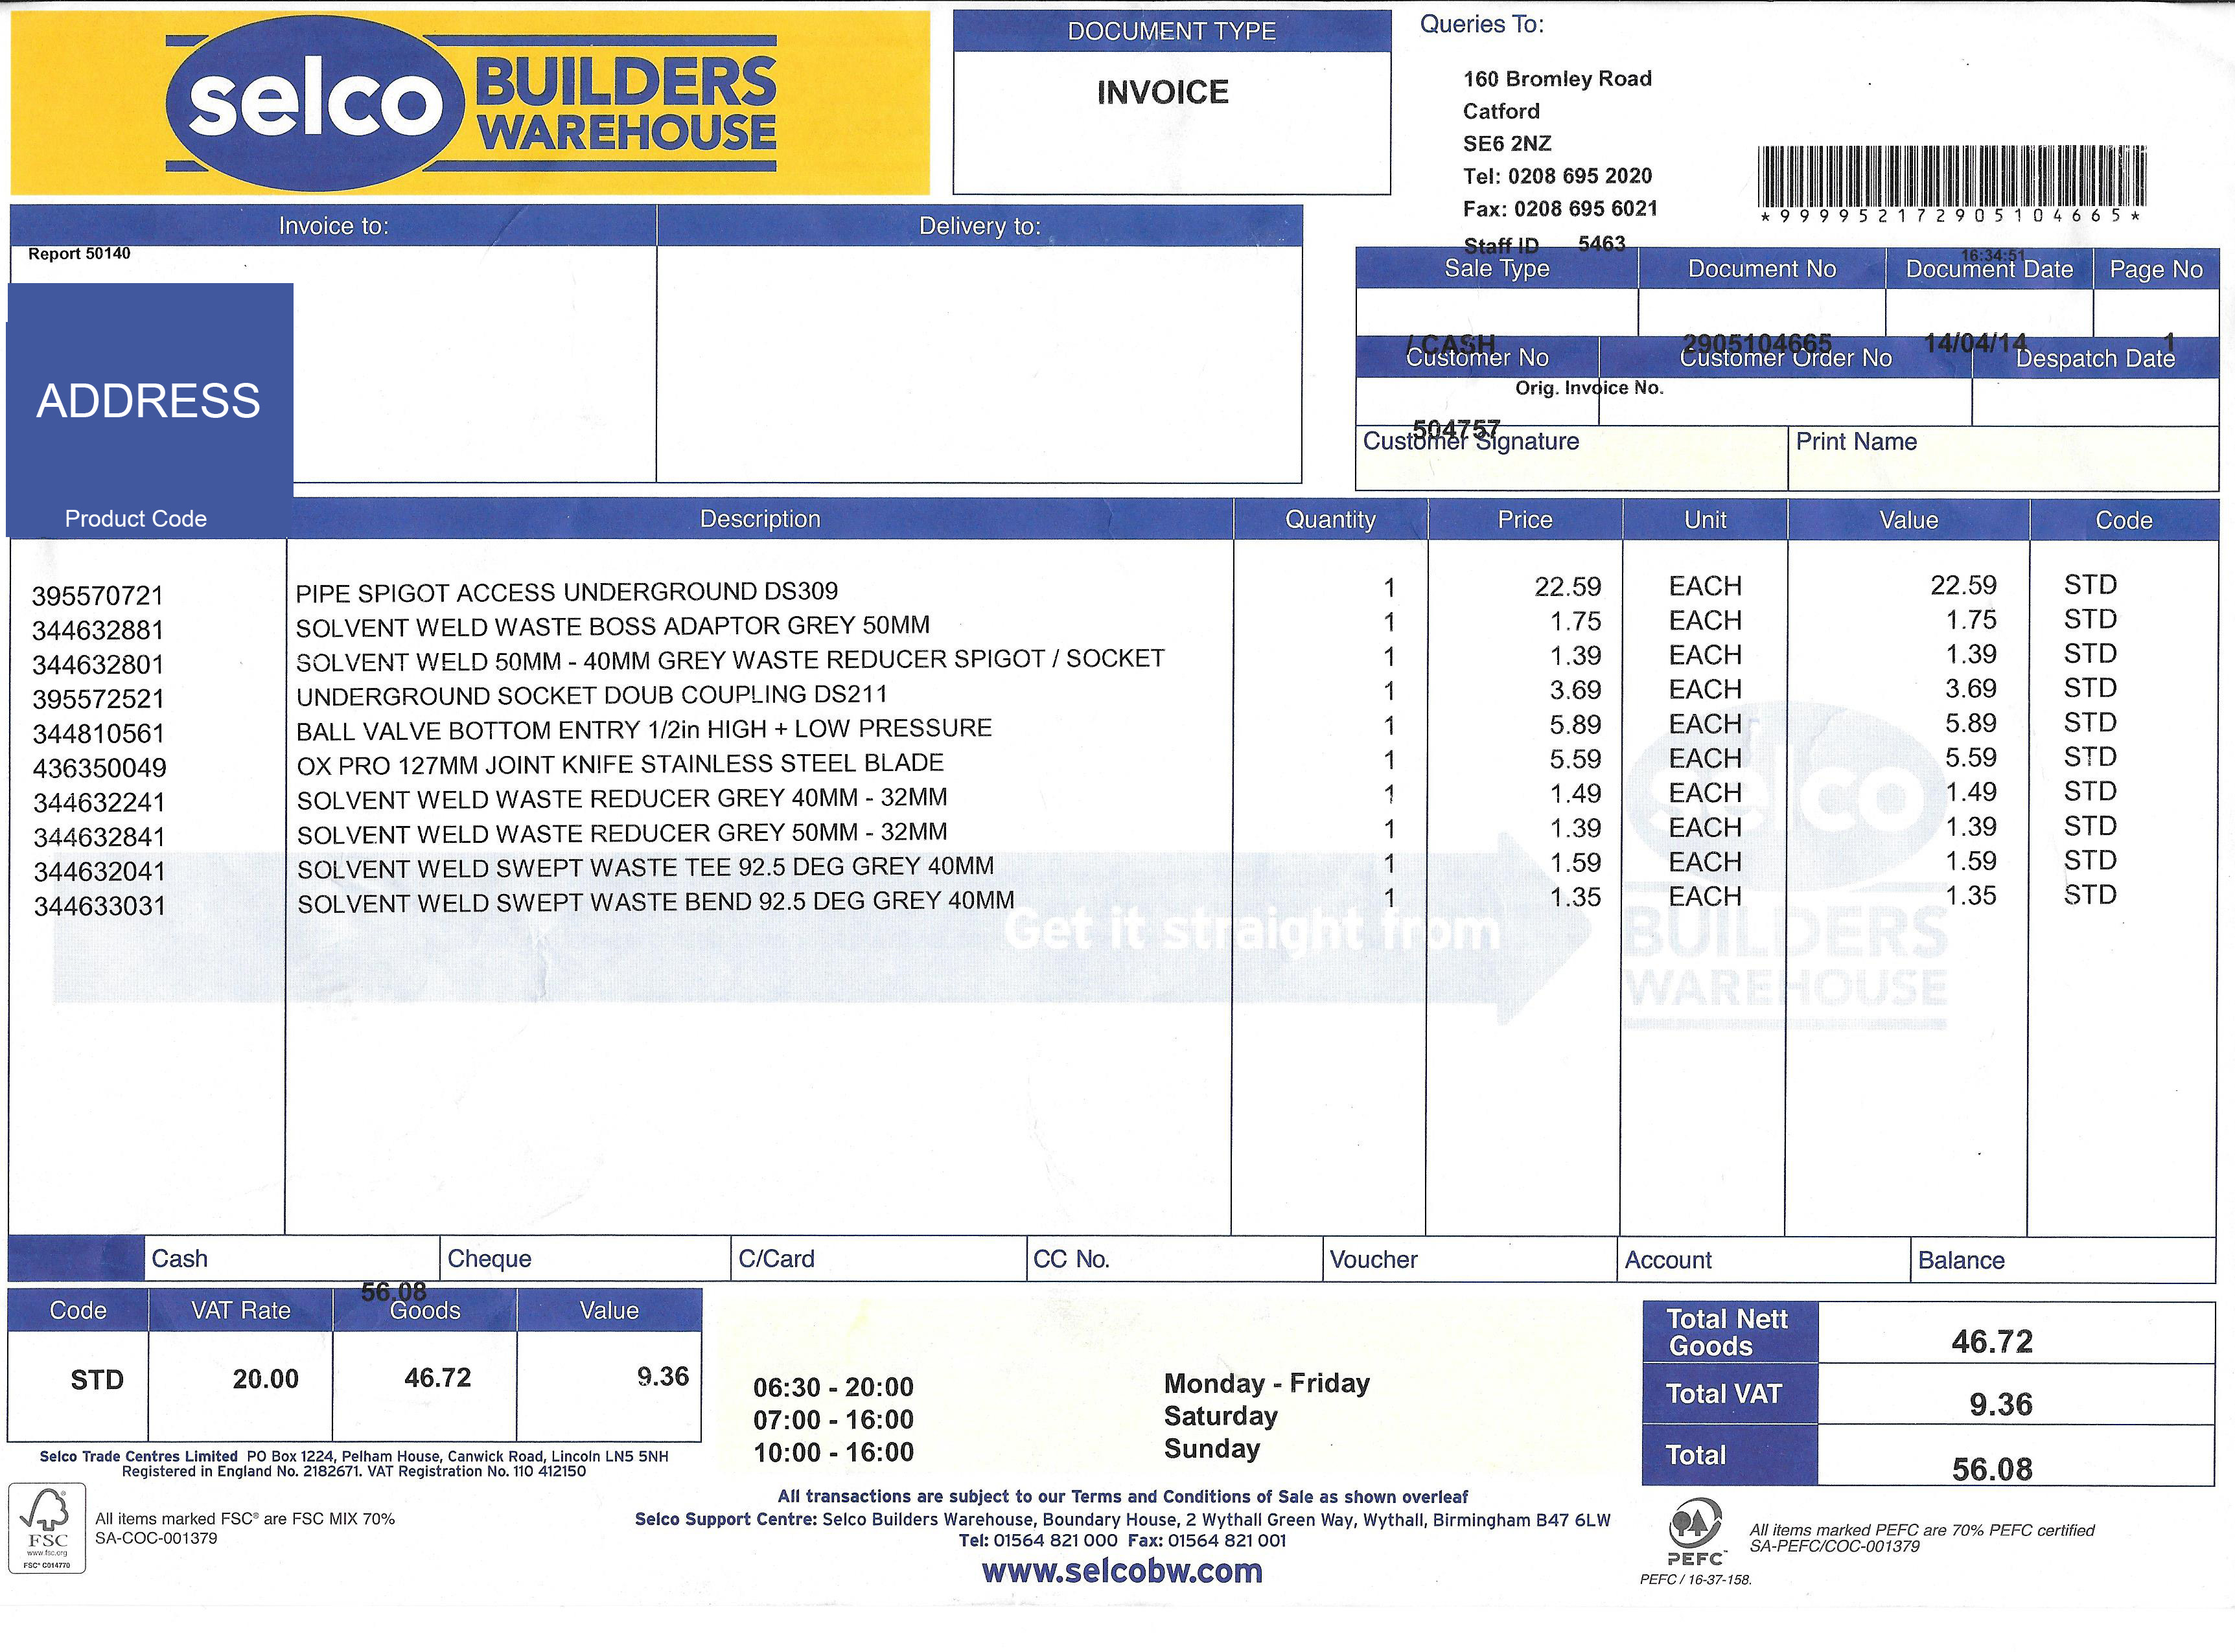 selco BUILDERS WAREHOUSE
DOCUMENT TYPE
INVOICE
Queries To:
160 Bromley Road
Catford
SE6 2NZ
Tel: 0208 695 2020
Fax: 0208 695 6021
Staff ID 5463
*999952172905104665*
16:34:51
Invoice to: Delivery to:
Report 50140
ADDRESS
Sale Type Document No Document Date Page No
/ CASH 2905104665 14/04/14 1
Customer No Customer Order No Despatch Date
Orig. Invoice No.
504757
Customer Signature Print Name
Product Code Description Quantity Price Unit Value Code
395570721 PIPE SPIGOT ACCESS UNDERGROUND DS309 1 22.59 EACH 22.59 STD
344632881 SOLVENT WELD WASTE BOSS ADAPTOR GREY 50MM 1 1.75 EACH 1.75 STD
344632801 SOLVENT WELD 50MM - 40MM GREY WASTE REDUCER SPIGOT / SOCKET 1 1.39 EACH 1.39 STD
395572521 UNDERGROUND SOCKET DOUB COUPLING DS211 1 3.69 EACH 3.69 STD
344810561 BALL VALVE BOTTOM ENTRY 1/2in HIGH + LOW PRESSURE 1 5.89 EACH 5.89 STD
436350049 OX PRO 127MM JOINT KNIFE STAINLESS STEEL BLADE 1 5.59 EACH 5.59 STD
344632241 SOLVENT WELD WASTE REDUCER GREY 40MM - 32MM 1 1.49 EACH 1.49 STD
344632841 SOLVENT WELD WASTE REDUCER GREY 50MM - 32MM 1 1.39 EACH 1.39 STD
344632041 SOLVENT WELD SWEPT WASTE TEE 92.5 DEG GREY 40MM 1 1.59 EACH 1.59 STD
344633031 SOLVENT WELD SWEPT WASTE BEND 92.5 DEG GREY 40MM 1 1.35 EACH 1.35 STD
Get it straight from selco BUILDERS WAREHOUSE
Cash Cheque C/Card CC No. Voucher Account Balance
56.08
Code VAT Rate Goods Value
STD 20.00 46.72 9.36
06:30 - 20:00 Monday - Friday
07:00 - 16:00 Saturday
10:00 - 16:00 Sunday
Total Nett Goods 46.72
Total VAT 9.36
Total 56.08
Selco Trade Centres Limited PO Box 1224, Pelham House, Canwick Road, Lincoln LN5 5NH
Registered in England No. 2182671. VAT Registration No. 110 412150
FSC
www.fsc.org
FSC® C014770
All items marked FSC® are FSC MIX 70%
SA-COC-001379
All transactions are subject to our Terms and Conditions of Sale as shown overleaf
Selco Support Centre: Selco Builders Warehouse, Boundary House, 2 Wythall Green Way, Wythall, Birmingham B47 6LW
Tel: 01564 821 000 Fax: 01564 821 001
www.selcobw.com
PEFC™
PEFC / 16-37-158.
All items marked PEFC are 70% PEFC certified
SA-PEFC/COC-001379